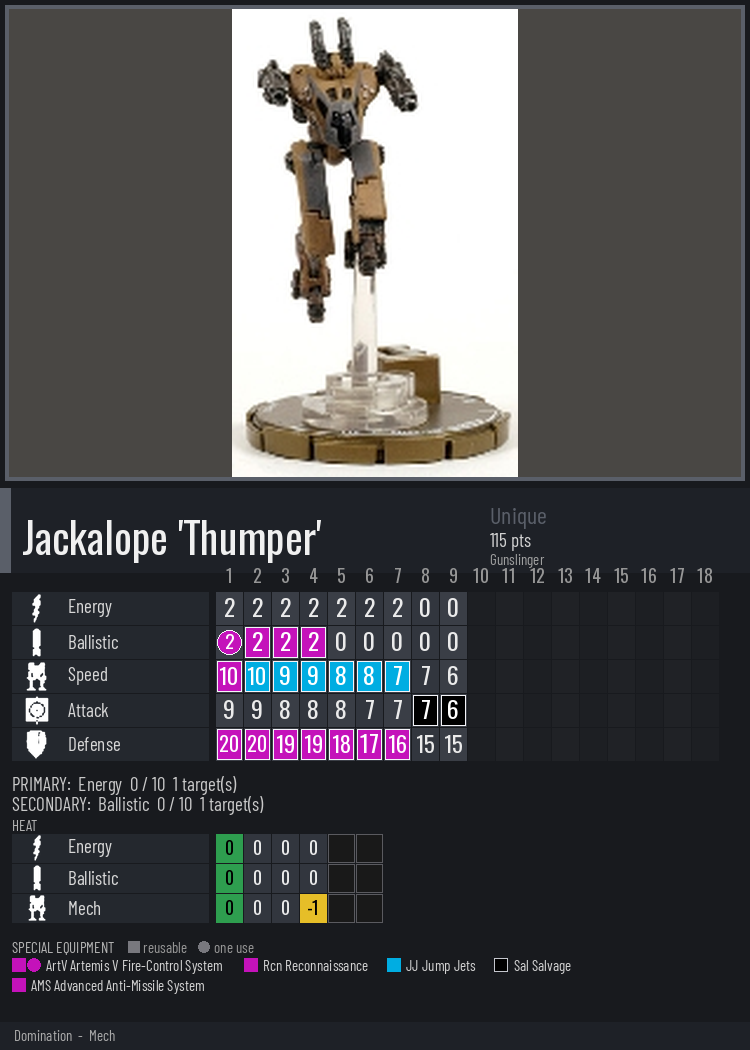 Jackalope 'Thumper'
Unique
115 pts
Gunslinger
1 2 3 4 5 6 7 8 9 10 11 12 13 14 15 16 17 18
Energy 2 2 2 2 2 2 2 0 0
Ballistic 2 2 2 2 0 0 0 0 0
Speed 10 10 9 9 8 8 7 7 6
Attack 9 9 8 8 8 7 7 7 6
Defense 20 20 19 19 18 17 16 15 15
PRIMARY: Energy 0 / 10 1 target(s)
SECONDARY: Ballistic 0 / 10 1 target(s)
HEAT
Energy 0 0 0 0
Ballistic 0 0 0 0
Mech 0 0 0 -1
SPECIAL EQUIPMENT reusable one use
ArtV Artemis V Fire-Control System Rcn Reconnaissance JJ Jump Jets Sal Salvage
AMS Advanced Anti-Missile System
Domination - Mech